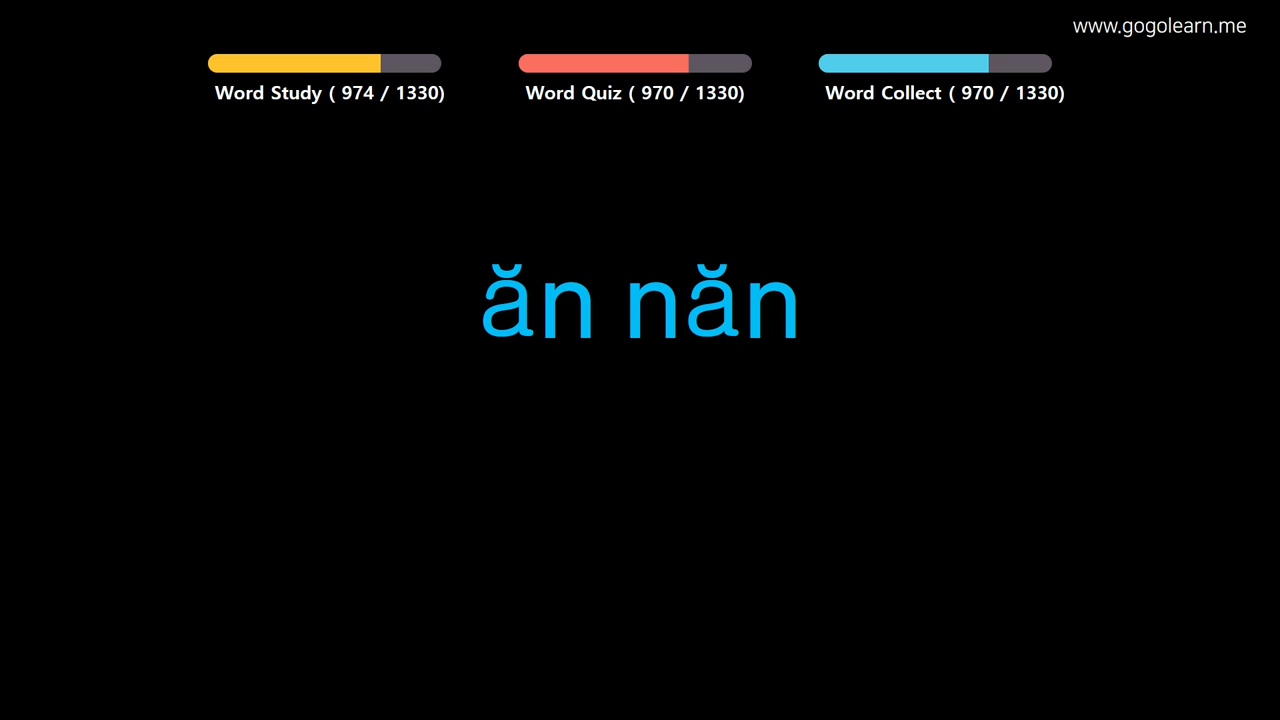 www.gogolearn.me
Word Study ( 974 / 1330)
Word Quiz ( 970 / 1330)
Word Collect ( 970 / 1330)
ăn năn